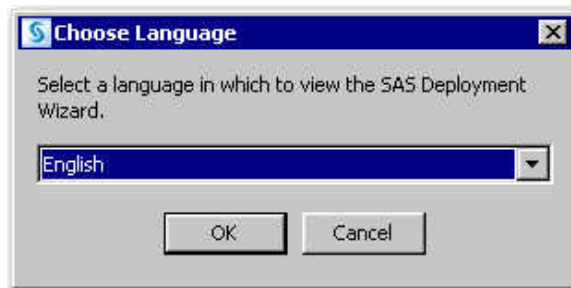 Choose Language
Select a language in which to view the SAS Deployment
Wizard.
English
OK
Cancel